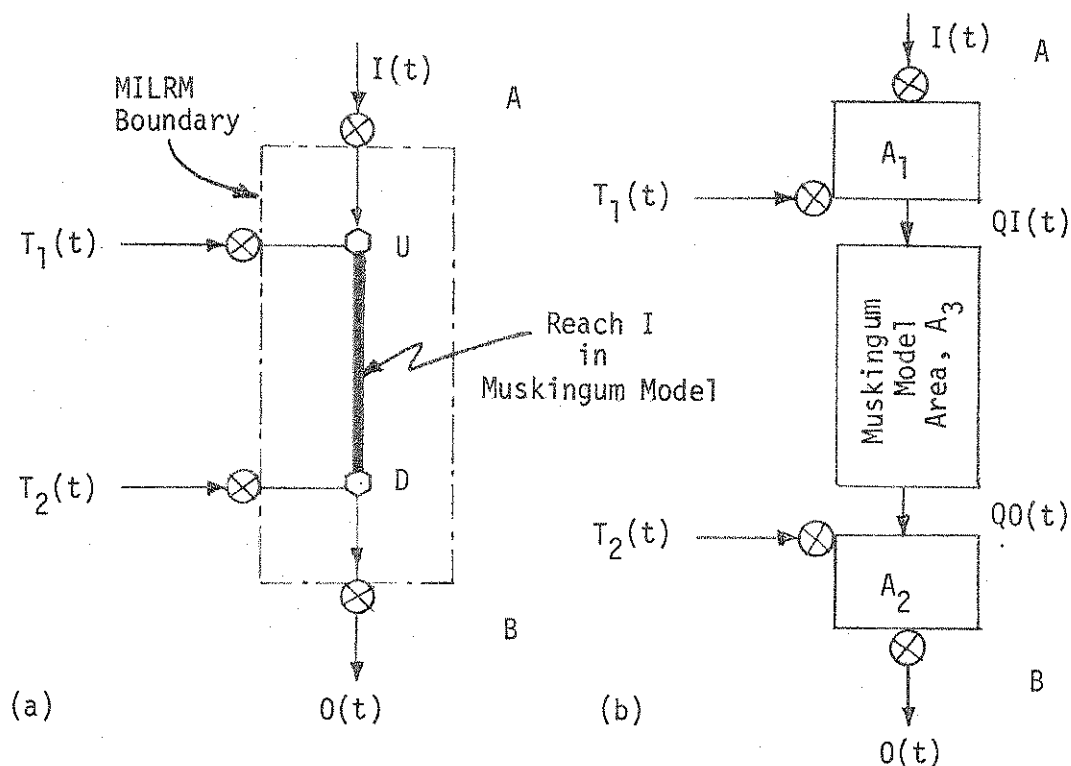 I(t)
A
MILRM
Boundary
T₁(t)
U
Reach I
in
Muskingum Model
T₂(t)
D
B
(a)
O(t)
I(t)
A
A₁
T₁(t)
QI(t)
Muskingum
Model
Area, A₃
QO(t)
T₂(t)
A₂
B
(b)
O(t)